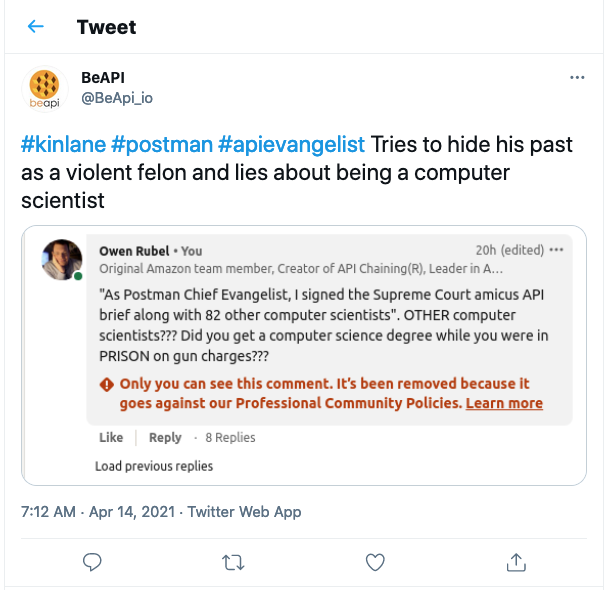 Tweet
BeAPI
@BeApi_io
beapi
#kinlane #postman #apievangelist Tries to hide his past
as a violent felon and lies about being a computer
scientist
Owen Rubel • You
20h (edited)
Original Amazon team member, Creator of API Chaining(R), Leader in A...
"As Postman Chief Evangelist, I signed the Supreme Court amicus API
brief along with 82 other computer scientists". OTHER computer
scientists??? Did you get a computer science degree while you were in
PRISON on gun charges???
Only you can see this comment. It's been removed because it
goes against our Professional Community Policies. Learn more
Like | Reply · 8 Replies
Load previous replies
7:12 AM · Apr 14, 2021 · Twitter Web App